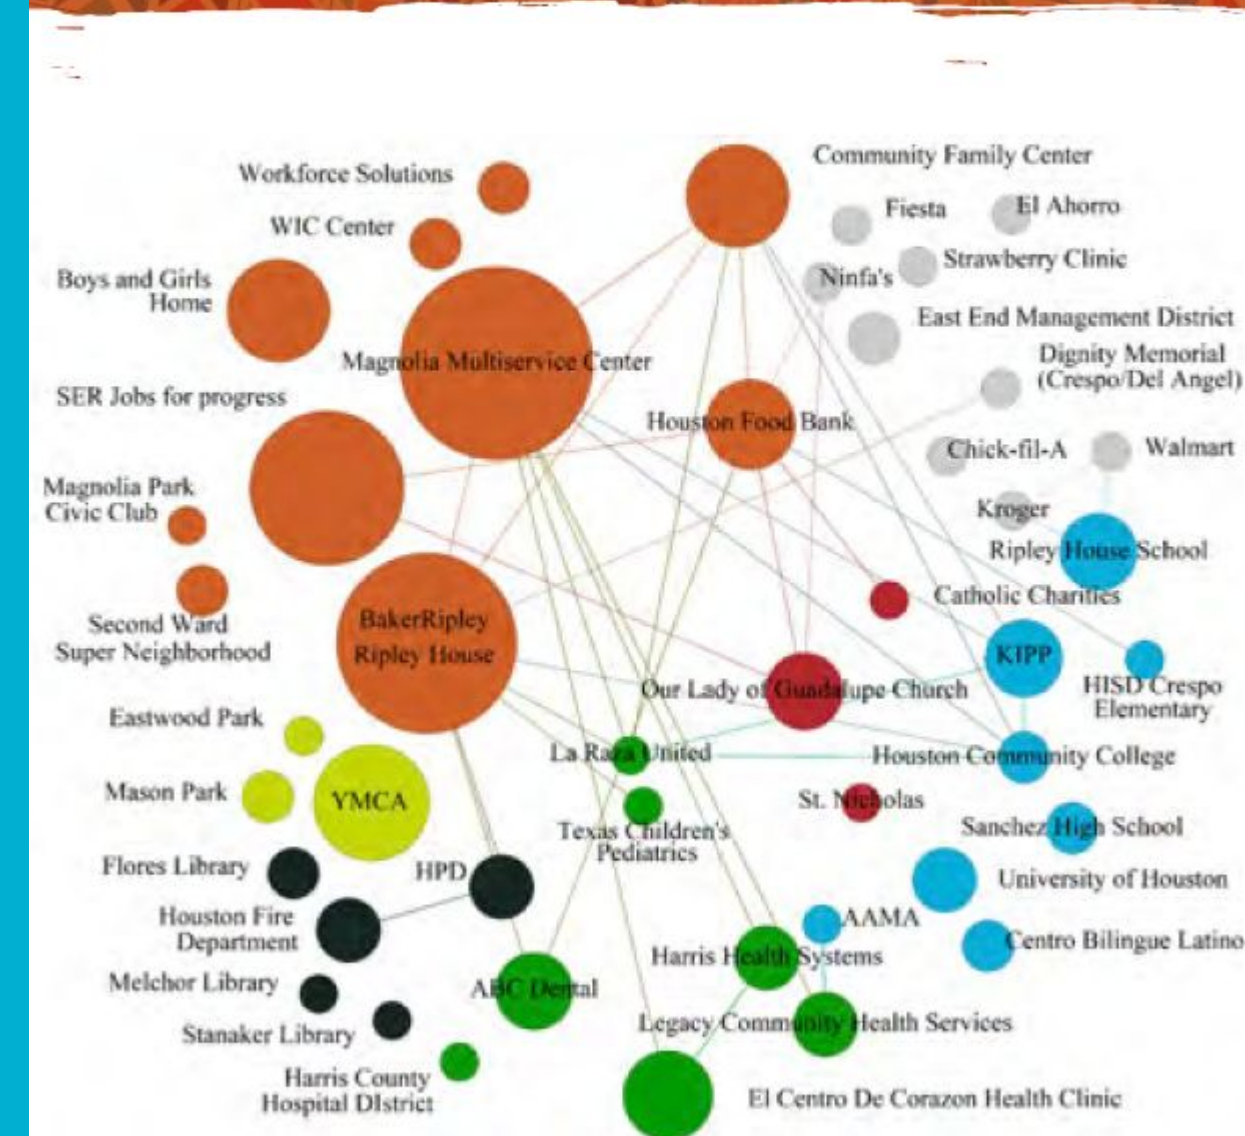 Community Family Center
Workforce Solutions
Fiesta
El Ahorro
WIC Center
Strawberry Clinic
Boys and Girls
Home
Ninfa's
East End Management District
Magnolia Multiservice Center
Dignity Memorial
(Crespo/Del Angel)
SER Jobs for progress
Houston Food Bank
Chick-fil-A
Walmart
Magnolia Park
Civic Club
Kroger
Ripley House School
Catholic Charities
Second Ward
Super Neighborhood
BakerRipley
Ripley House
KIPP
Our Lady of Guadalupe Church
HISD Crespo
Elementary
Eastwood Park
La Raza United
Houston Community College
Mason Park
YMCA
St. Nicholas
Texas Children's
Pediatrics
Sanchez High School
Flores Library
HPD
University of Houston
Houston Fire
Department
AAMA
Centro Bilingue Latino
Harris Health Systems
Melchor Library
ABC Dental
Stanaker Library
Legacy Community Health Services
Harris County
Hospital DIstrict
El Centro De Corazon Health Clinic